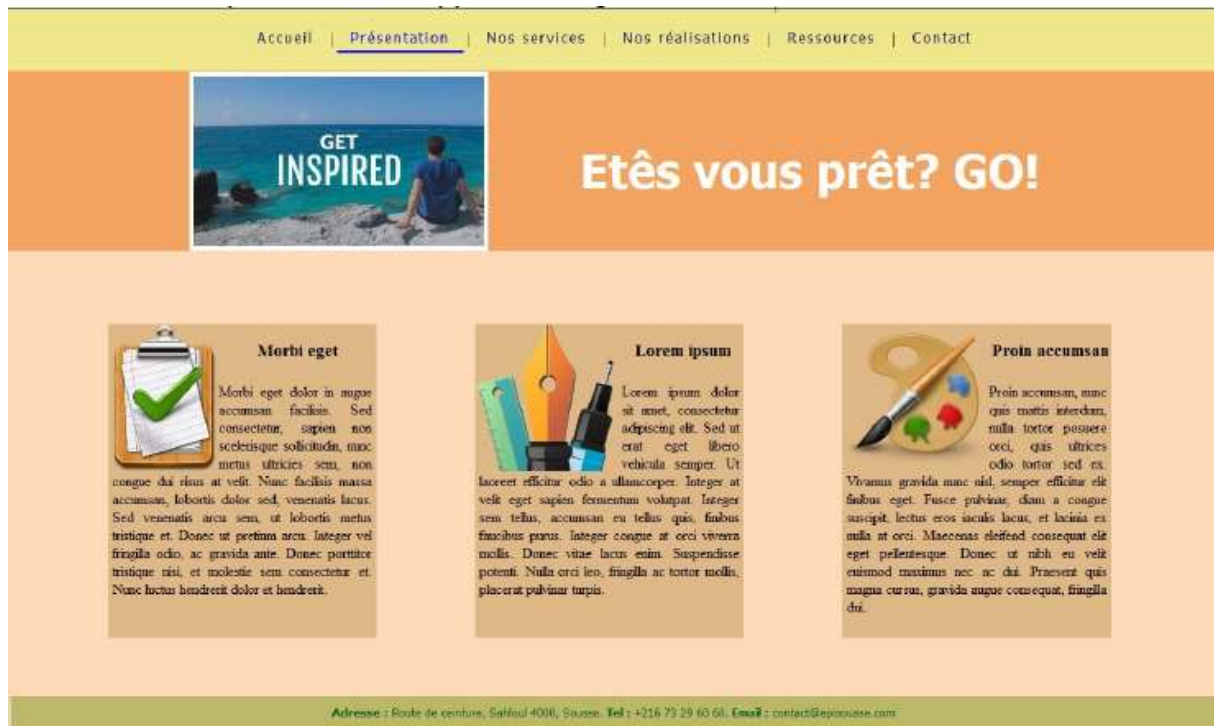 Accueil | Présentation | Nos services | Nos réalisations | Ressources | Contact
GET
INSPIRED
Etês vous prêt? GO!
Morbi eget
Morbi eget dolor in augue
accumsan facilisis. Sed
consectetur, sapien non
scelerisque sollicitudin, nunc
metus ultricies sem, non
congue dui risus at velit. Nunc facilisis massa
accumsan, lobortis dolor sed, venenatis lacus.
Sed venenatis arcu sem, ut lobortis metus
tristique et. Donec ut pretium arcu. Integer vel
fringilla odio, ac gravida ante. Donec porttitor
tristique nisi, et molestie sem consectetur et.
Nunc luctus hendrerit dolor et hendrerit.
Lorem ipsum
Lorem ipsum dolor
sit amet, consectetur
adipiscing elit. Sed ut
erat eget libero
vehicula semper. Ut
laoreet efficitur odio a ullamcorper. Integer at
velit eget sapien fermentum volutpat. Integer
sem tellus, accumsan eu tellus quis, finibus
faucibus purus. Integer congue at orci viverra
mollis. Donec vitae lacus enim. Suspendisse
potenti. Nulla orci leo, fringilla ac tortor mollis,
placerat pulvinar turpis.
Proin accumsan
Proin accumsan, nunc
quis mattis interdum,
nulla tortor posuere
orci, quis ultrices
odio tortor sed ex.
Vivamus gravida nunc nisl, semper efficitur elit
finibus eget. Fusce pulvinar, diam a congue
suscipit, lectus eros iaculis lacus, et lacinia ex
nulla at orci. Maecenas eleifend consequat elit
eget pellentesque. Donec ut nibh eu velit
euismod maximus nec ac dui. Praesent quis
magna cursus, gravida augue consequat, fringilla
dui.
Adresse : Route de ceinture, Sahloul 4000, Sousse. Tel : +216 73 29 60 60. Email : contact@episousse.com